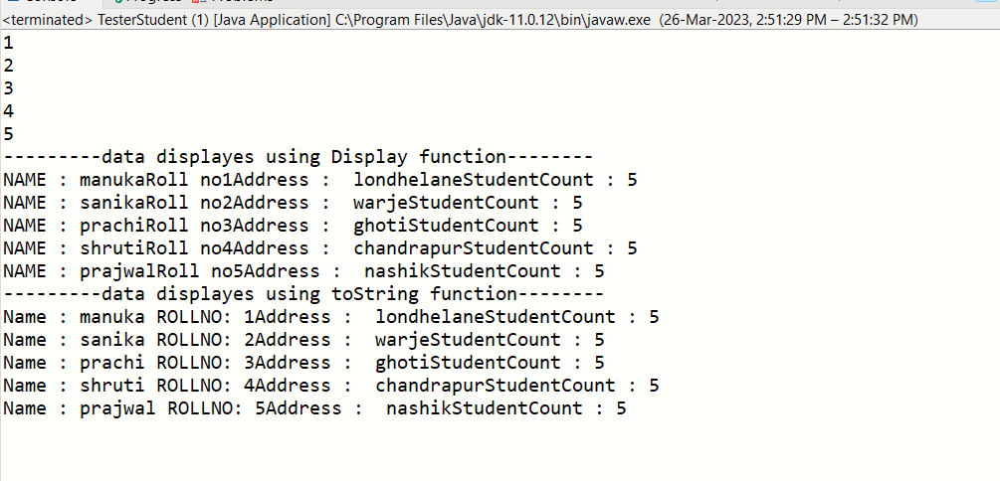 <terminated> TesterStudent (1) [Java Application] C:\Program Files\Java\jdk-11.0.12\bin\javaw.exe (26-Mar-2023, 2:51:29 PM – 2:51:32 PM)
1
2
3
4
5
---------data displayes using Display function--------
NAME : manukaRoll no1Address :  londhelaneStudentCount : 5
NAME : sanikaRoll no2Address :  warjeStudentCount : 5
NAME : prachiRoll no3Address :  ghotiStudentCount : 5
NAME : shrutiRoll no4Address :  chandrapurStudentCount : 5
NAME : prajwalRoll no5Address :  nashikStudentCount : 5
---------data displayes using toString function--------
Name : manuka ROLLNO: 1Address :  londhelaneStudentCount : 5
Name : sanika ROLLNO: 2Address :  warjeStudentCount : 5
Name : prachi ROLLNO: 3Address :  ghotiStudentCount : 5
Name : shruti ROLLNO: 4Address :  chandrapurStudentCount : 5
Name : prajwal ROLLNO: 5Address :  nashikStudentCount : 5